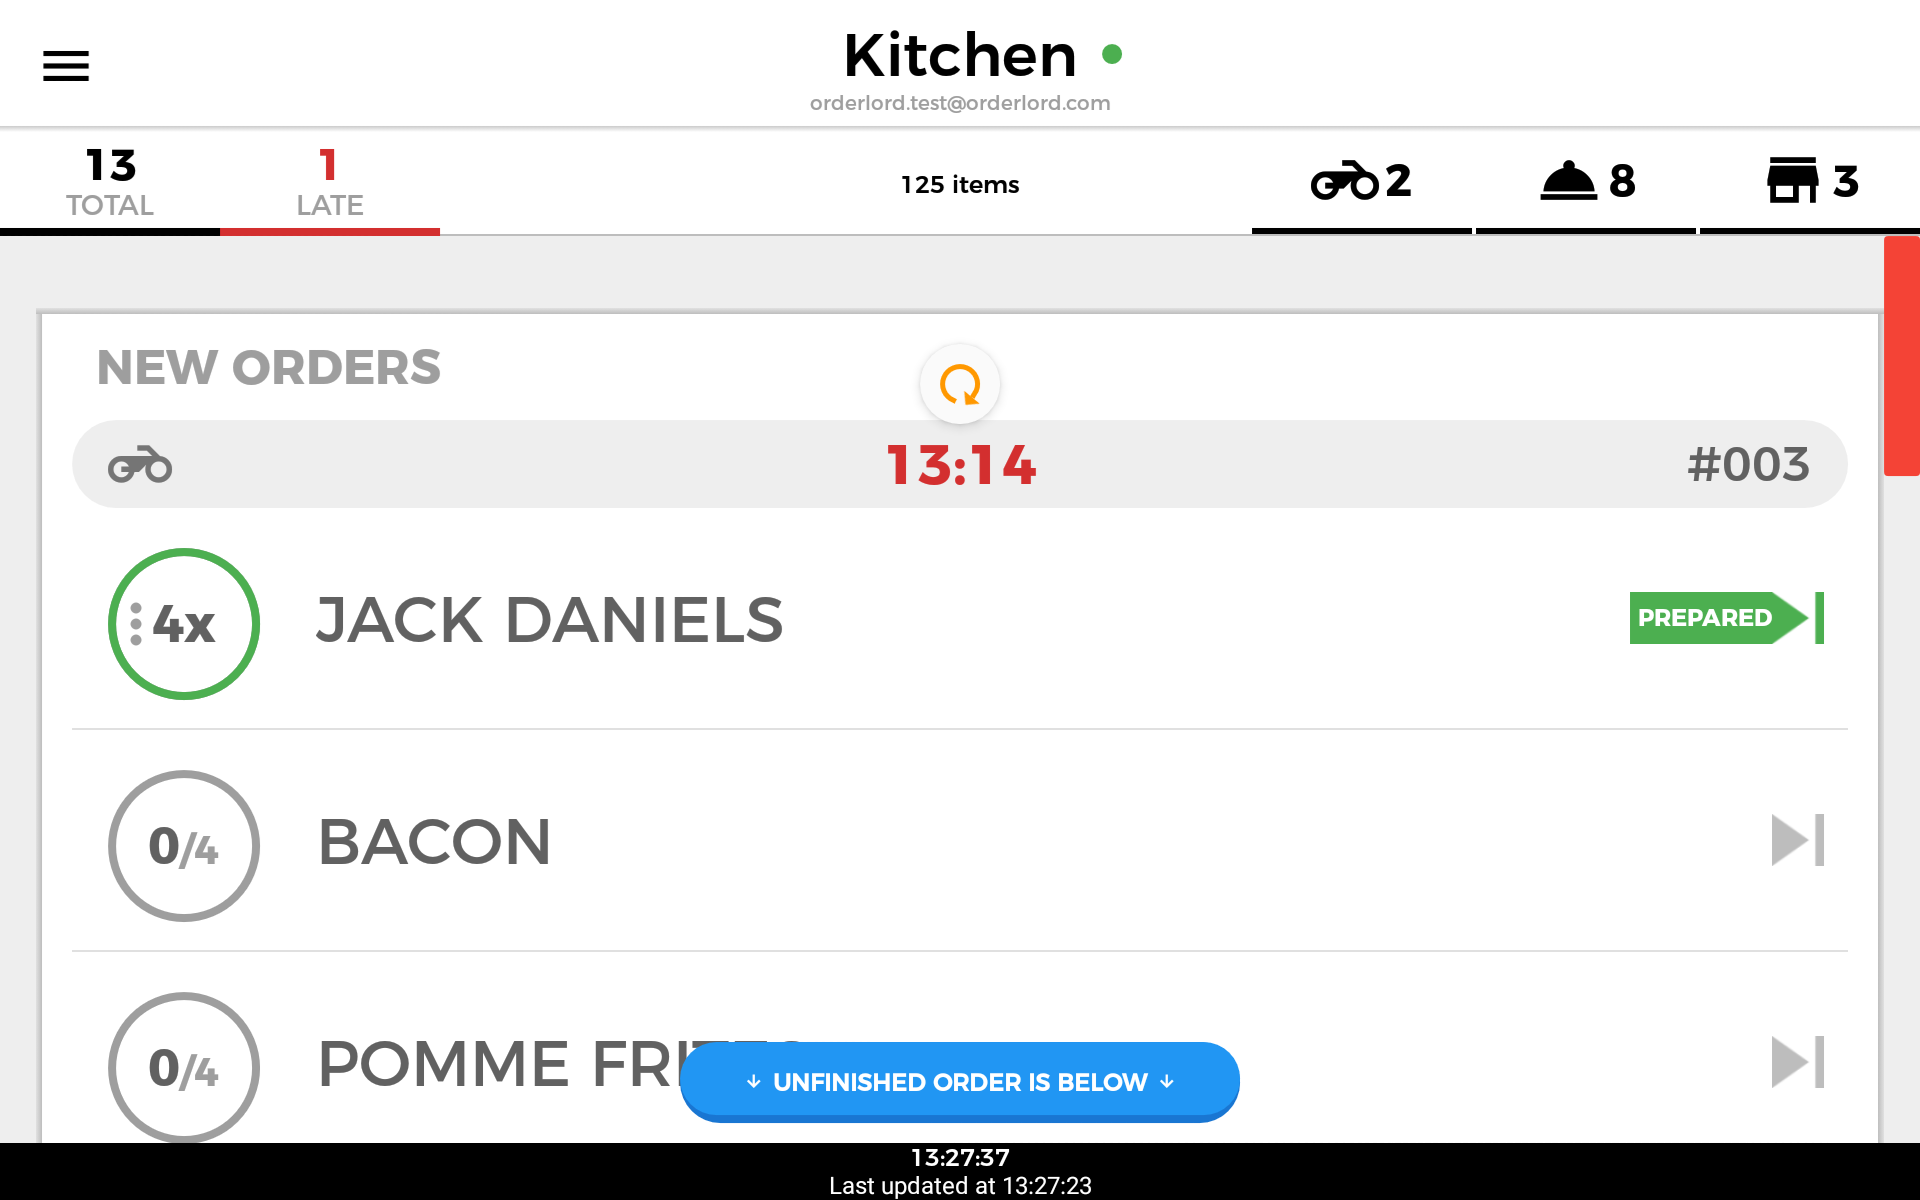 Kitchen
orderlord.test@orderlord.com
13
TOTAL
1
LATE
125 items
2
8
3
NEW ORDERS
13:14
#003
4x
JACK DANIELS
PREPARED
0/4
BACON
0/4
POMME
↓ UNFINISHED ORDER IS BELOW ↓
13:27:37
Last updated at 13:27:23